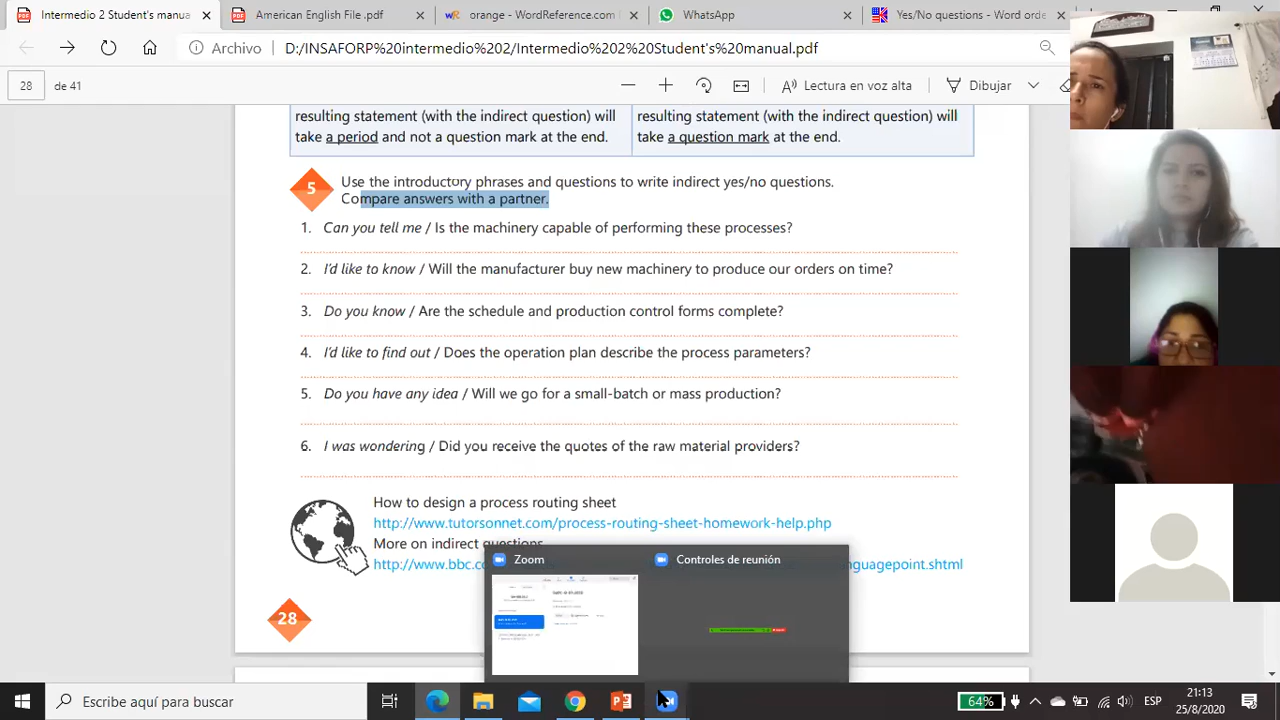 Intermedio 2 Student's manua
American English File.pdf
orange - WordReference.com
WhatsApp
Yes/No questions - Word orde
Archivo
D:/INSAFORP/Intermedio%202/Intermedio%202%20Student's%20manual.pdf
28
de 41
Lectura en voz alta
Dibujar
resulting statement (with the indirect question) will
take a period and not a question mark at the end.
resulting statement (with the indirect question) will
take a question mark at the end.
5
Use the introductory phrases and questions to write indirect yes/no questions.
Compare answers with a partner.
1. Can you tell me / Is the machinery capable of performing these processes?
2. I'd like to know / Will the manufacturer buy new machinery to produce our orders on time?
3. Do you know / Are the schedule and production control forms complete?
4. I'd like to find out / Does the operation plan describe the process parameters?
5. Do you have any idea / Will we go for a small-batch or mass production?
6. I was wondering / Did you receive the quotes of the raw material providers?
How to design a process routing sheet
http://www.tutorsonnet.com/process-routing-sheet-homework-help.php
More on indirect questions
http://www.bbc.c
nguagepoint.shtml
28
Zoom
Controles de reunión
Escribe aquí para buscar
64%
ESP
21:13
25/8/2020